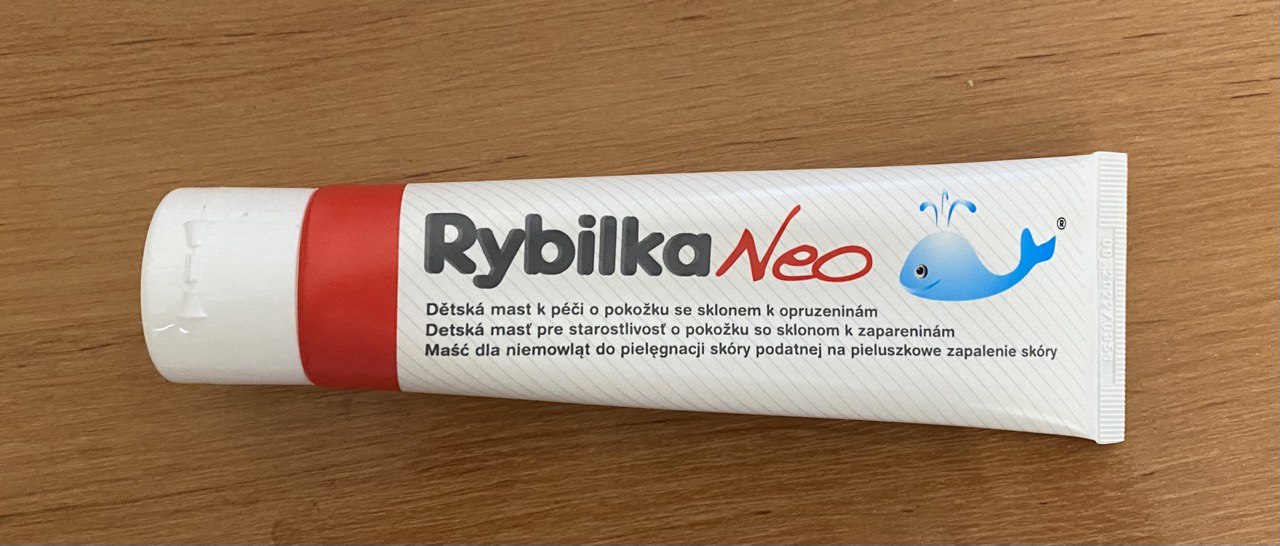 Rybilka Neo ®
Dětská mast k péči o pokožku se sklonem k opruzeninám
Detská masť pre starostlivosť o pokožku so sklonom k zapareninám
Maść dla niemowląt do pielęgnacji skóry podatnej na pieluszkowe zapalenie skóry